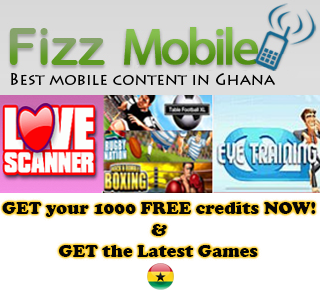 Fizz Mobile
Best mobile content in Ghana
LOVE
SCANNER
Table Football XL
RUGBY
NATION
BOXING
EYE TRAINING
GET your 1000 FREE credits NOW!
&
GET the Latest Games